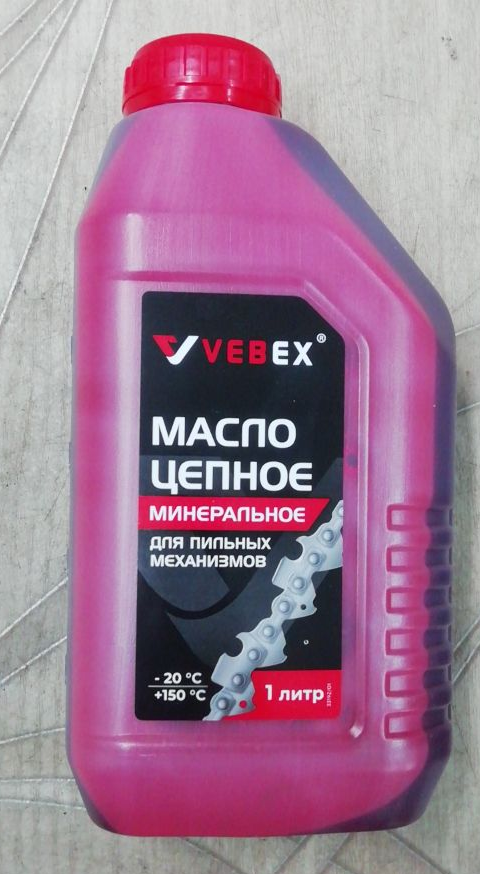 VEBEX®
МАСЛО
ЦЕПНОЕ
МИНЕРАЛЬНОЕ
ДЛЯ ПИЛЬНЫХ
МЕХАНИЗМОВ
- 20 °C
+150 °C
1 литр